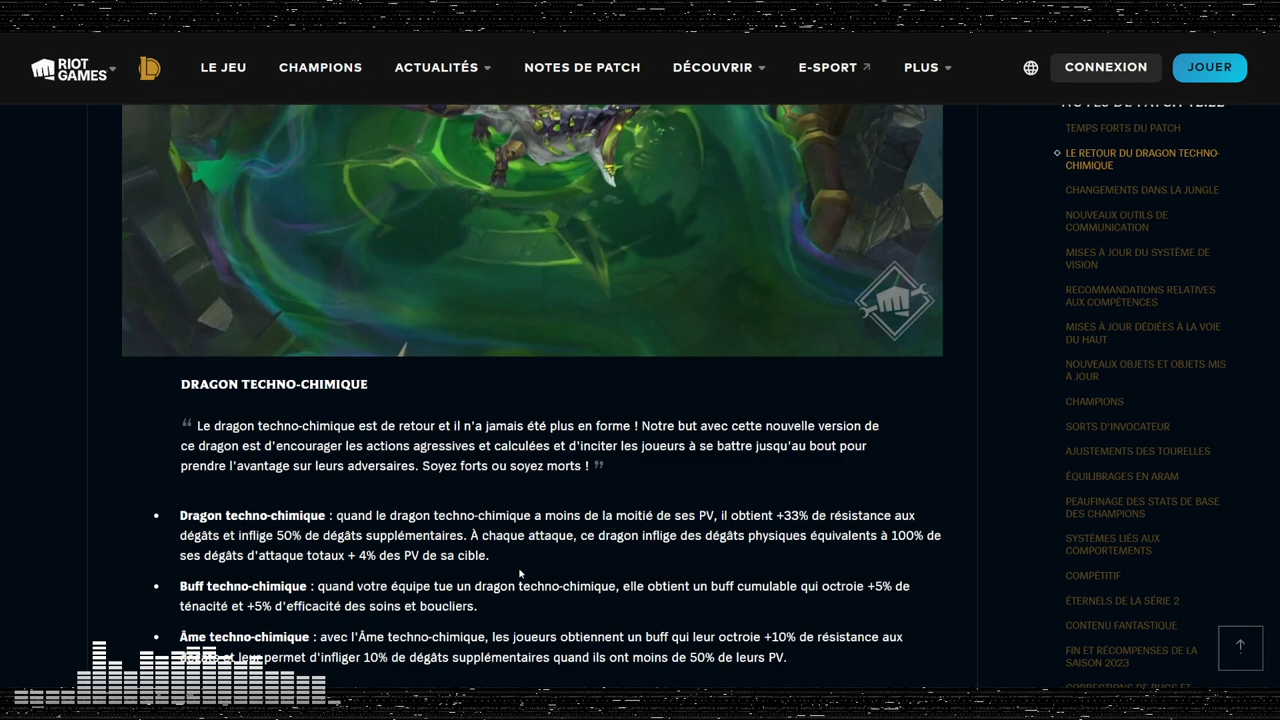 RIOT GAMES
LE JEU
CHAMPIONS
ACTUALITÉS
NOTES DE PATCH
DÉCOUVRIR
E-SPORT
PLUS
CONNEXION
JOUER
TEMPS FORTS DU PATCH
LE RETOUR DU DRAGON TECHNO-
CHIMIQUE
CHANGEMENTS DANS LA JUNGLE
NOUVEAUX OUTILS DE
COMMUNICATION
MISES À JOUR DU SYSTÈME DE
VISION
RECOMMANDATIONS RELATIVES
AUX COMPÉTENCES
MISES À JOUR DÉDIÉES À LA VOIE
DU HAUT
NOUVEAUX OBJETS ET OBJETS MIS
À JOUR
CHAMPIONS
SORTS D'INVOCATEUR
AJUSTEMENTS DES TOURELLES
ÉQUILIBRAGES EN ARAM
PEAUFINAGE DES STATS DE BASE
DES CHAMPIONS
SYSTÈMES LIÉS AUX
COMPORTEMENTS
COMPÉTITIF
ÉTERNELS DE LA SÉRIE 2
CONTENU FANTASTIQUE
FIN ET RÉCOMPENSES DE LA
SAISON 2023
DRAGON TECHNO-CHIMIQUE
“ Le dragon techno-chimique est de retour et il n'a jamais été plus en forme ! Notre but avec cette nouvelle version de
ce dragon est d'encourager les actions agressives et calculées et d'inciter les joueurs à se battre jusqu'au bout pour
prendre l'avantage sur leurs adversaires. Soyez forts ou soyez morts ! ”
• Dragon techno-chimique : quand le dragon techno-chimique a moins de la moitié de ses PV, il obtient +33% de résistance aux
dégâts et inflige 50% de dégâts supplémentaires. À chaque attaque, ce dragon inflige des dégâts physiques équivalents à 100% de
ses dégâts d'attaque totaux + 4% des PV de sa cible.
• Buff techno-chimique : quand votre équipe tue un dragon techno-chimique, elle obtient un buff cumulable qui octroie +5% de
ténacité et +5% d'efficacité des soins et boucliers.
• Âme techno-chimique : avec l'Âme techno-chimique, les joueurs obtiennent un buff qui leur octroie +10% de résistance aux
et leur permet d'infliger 10% de dégâts supplémentaires quand ils ont moins de 50% de leurs PV.